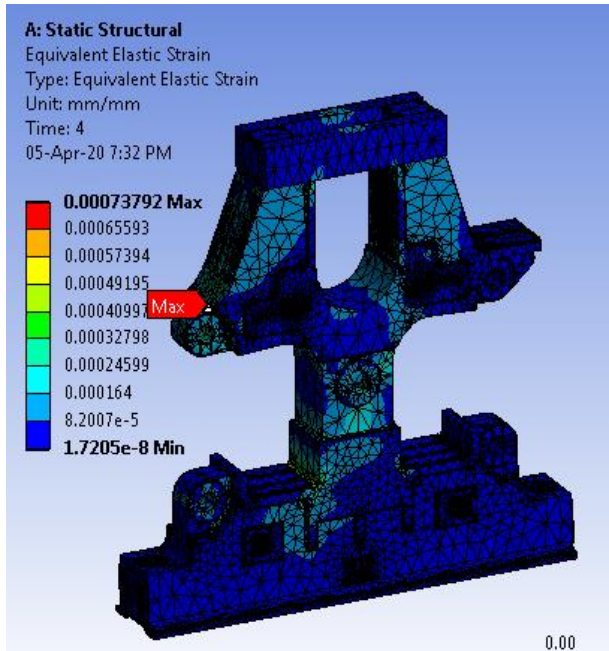 A: Static Structural
Equivalent Elastic Strain
Type: Equivalent Elastic Strain
Unit: mm/mm
Time: 4
05-Apr-20 7:32 PM
0.00073792 Max
0.00065593
0.00057394
0.00049195
0.00040997
Max
0.00032798
0.00024599
0.000164
8.2007e-5
1.7205e-8 Min
0.00